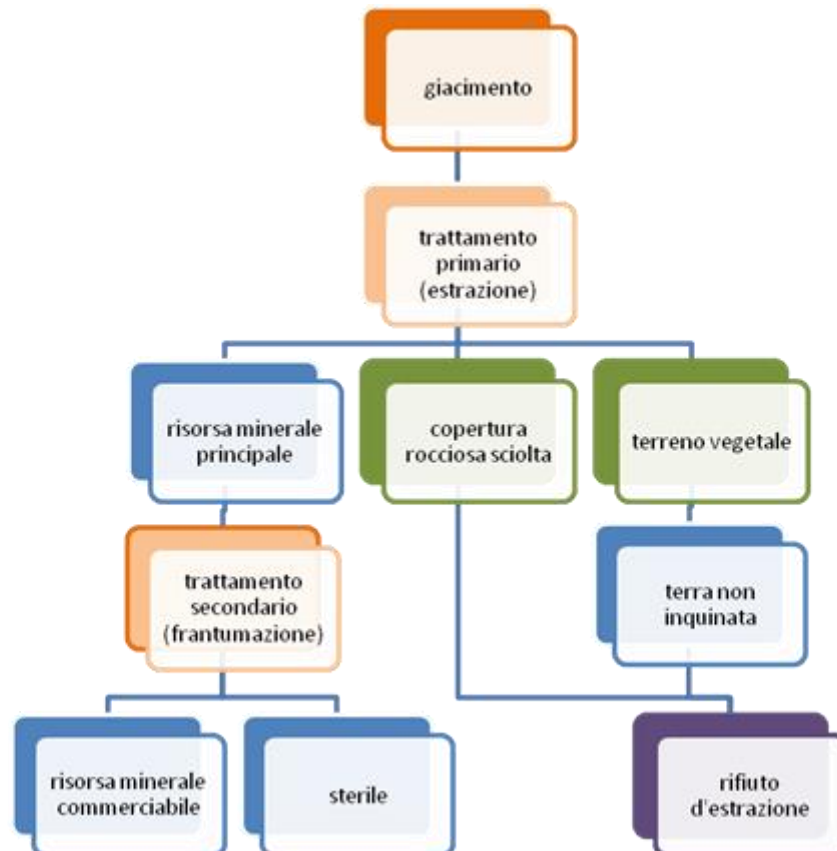 giacimento
trattamento
primario
(estrazione)
risorsa minerale
principale
copertura
rocciosa sciolta
terreno vegetale
trattamento
secondario
(frantumazione)
terra non
inquinata
risorsa minerale
commerciabile
sterile
rifiuto
d'estrazione